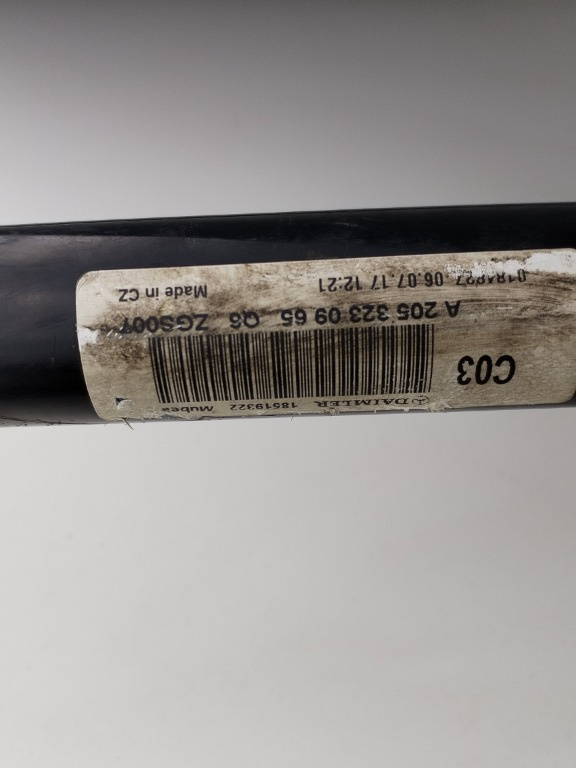 DAIMLER 18519322 Mubea
C03
A 205 323 09 65 Q6 ZGS001
06.07.17 12:21 Made in CZ